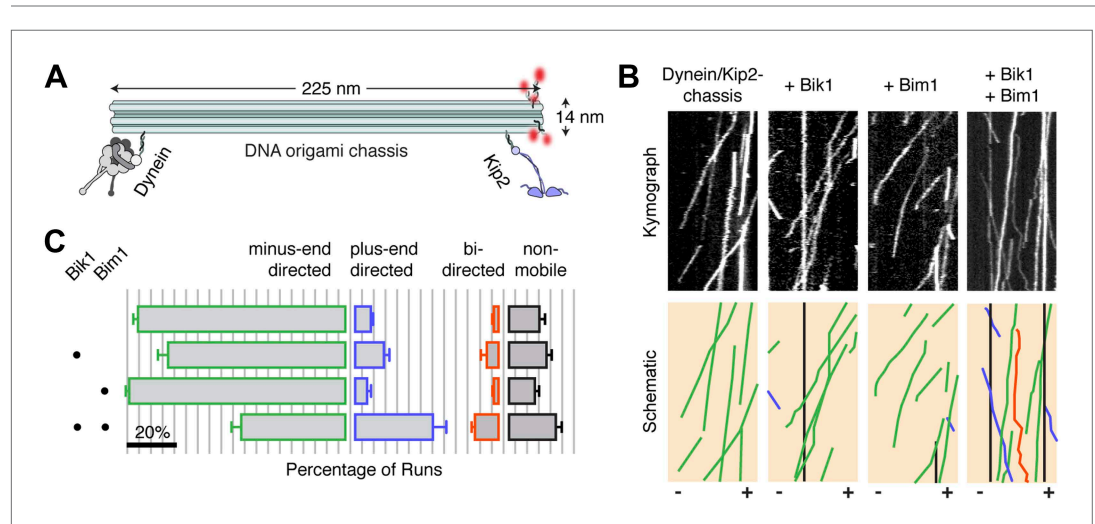 A
225 nm
14 nm
DNA origami chassis
Dynein
Kip2
B
Dynein/Kip2-
chassis
+ Bik1
+ Bim1
+ Bik1
+ Bim1
Kymograph
Schematic
- +
- +
- +
- +
C
Bik1
Bim1
minus-end
directed
plus-end
directed
bi-
directed
non-
mobile
20%
Percentage of Runs